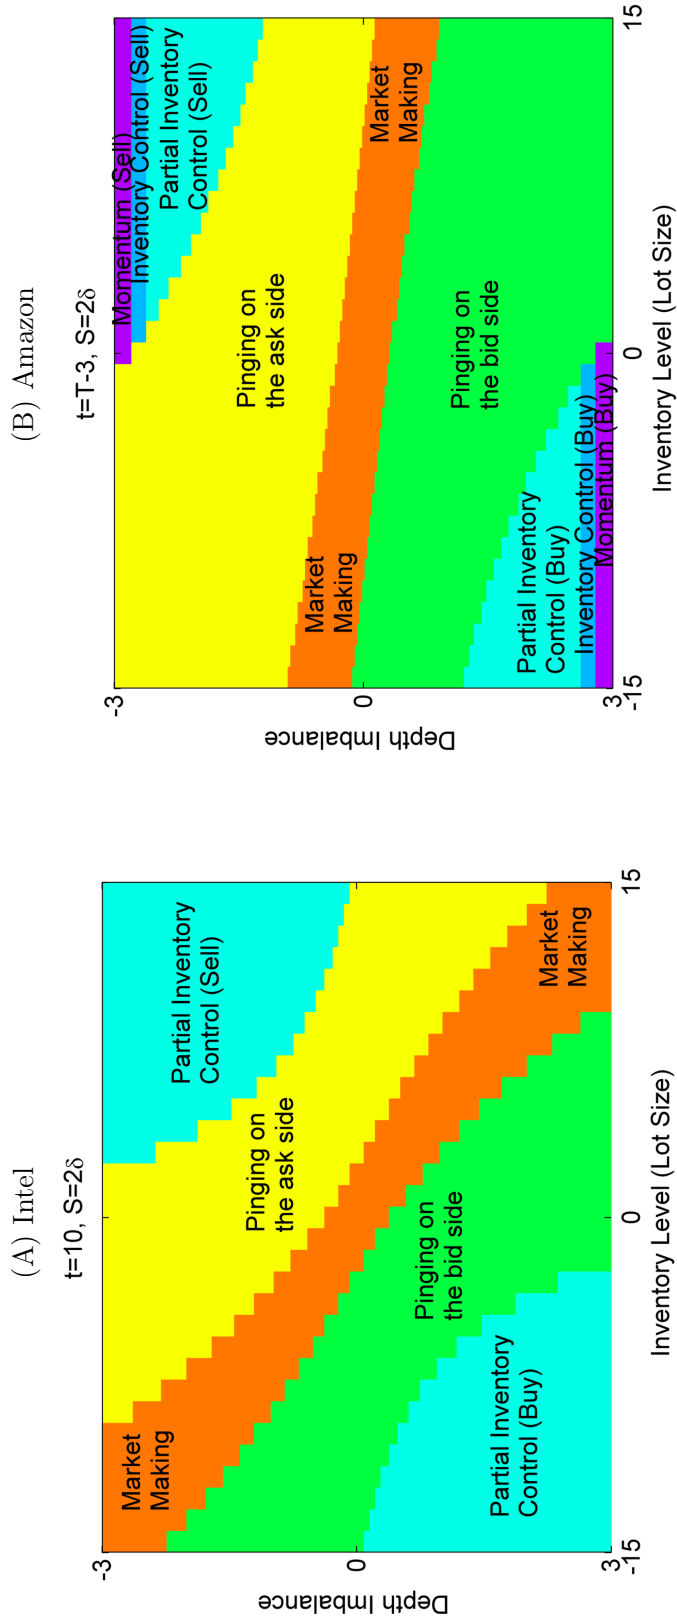 (A) Intel
t=10, S=2δ
Depth Imbalance
-3
0
3
Market
Making
Pinging on
the ask side
Partial Inventory
Control (Sell)
Pinging on
the bid side
Partial Inventory
Control (Buy)
Market
Making
-15
0
15
Inventory Level (Lot Size)
(B) Amazon
t=T-3, S=2δ
Depth Imbalance
-3
0
3
Momentum (Sell)
Inventory Control (Sell)
Partial Inventory
Control (Sell)
Pinging on
the ask side
Market
Making
Market
Making
Pinging on
the bid side
Partial Inventory
Control (Buy)
Inventory Control (Buy)
Momentum (Buy)
-15
0
15
Inventory Level (Lot Size)